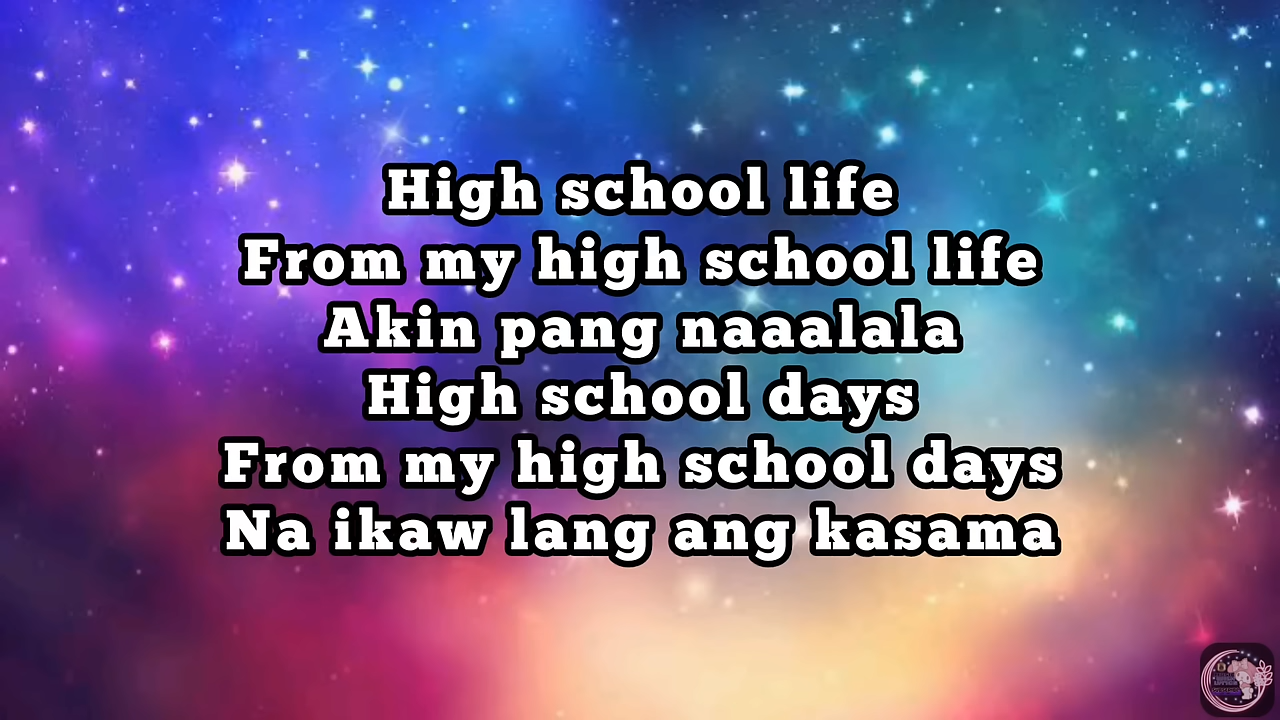 High school life
From my high school life
Akin pang naaalala
High school days
From my high school days
Na ikaw lang ang kasama